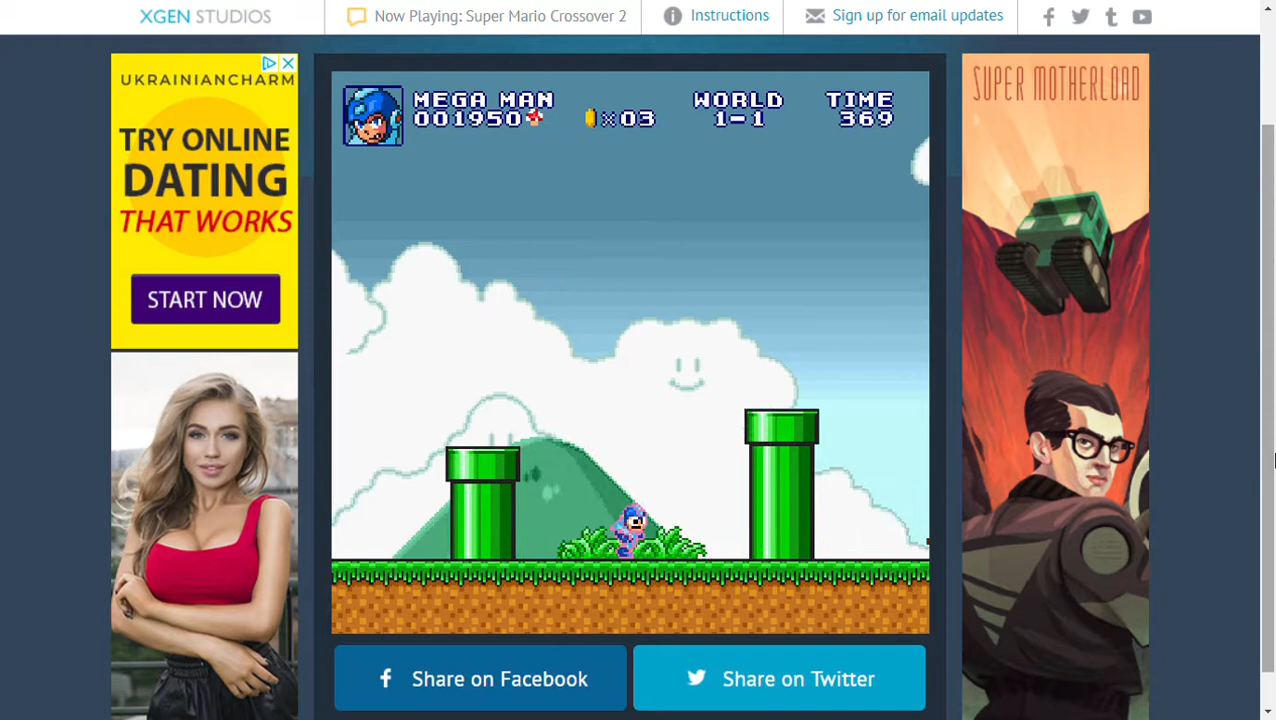 XGEN STUDIOS
Now Playing: Super Mario Crossover 2
Instructions
Sign up for email updates
UKRAINIANCHARM
TRY ONLINE
DATING
THAT WORKS
START NOW
MEGA MAN
001950
×03
WORLD
1-1
TIME
369
SUPER MOTHERLOAD
Share on Facebook
Share on Twitter